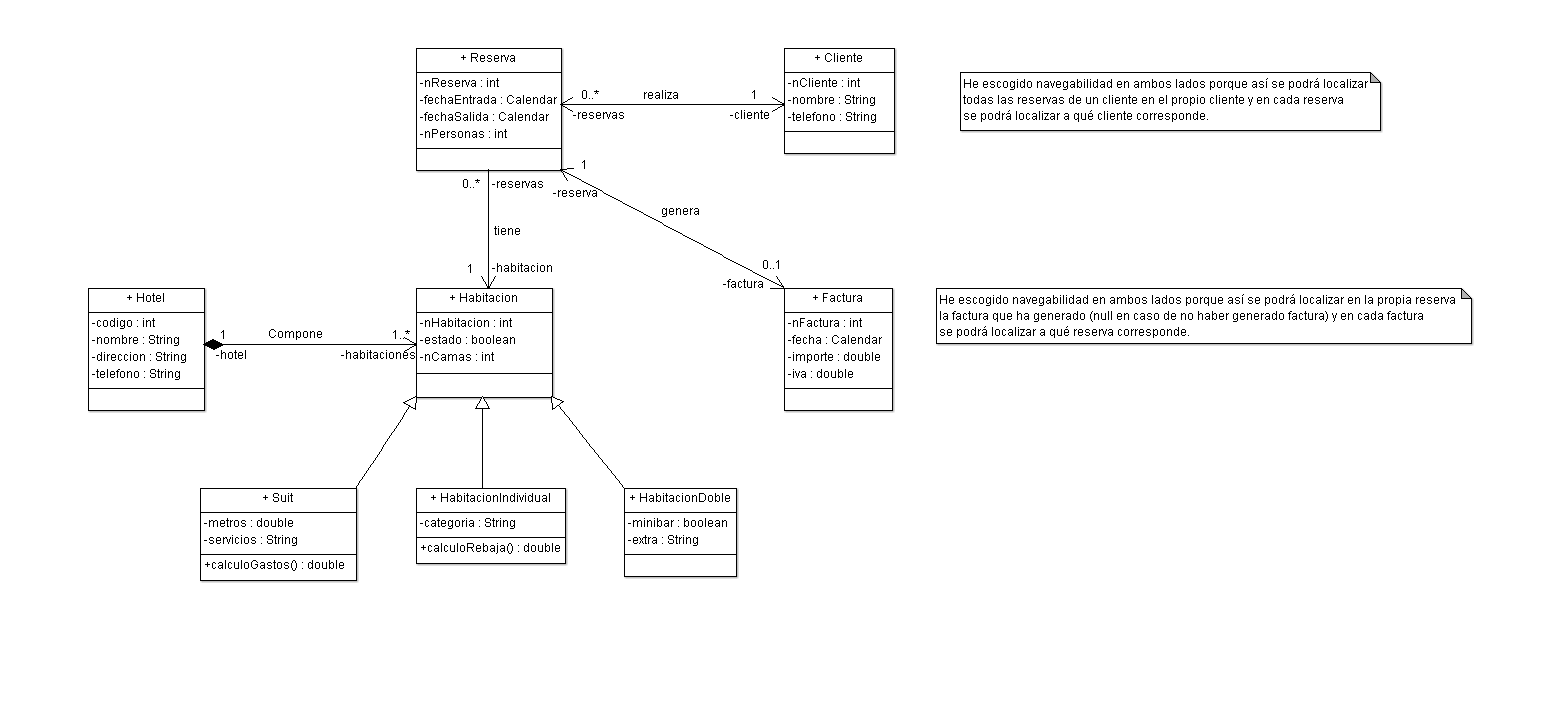 + Reserva
-nReserva : int
-fechaEntrada : Calendar
-fechaSalida : Calendar
-nPersonas : int
0..*
realiza
1
-reservas
-cliente
+ Cliente
-nCliente : int
-nombre : String
-telefono : String
He escogido navegabilidad en ambos lados porque así se podrá localizar
todas las reservas de un cliente en el propio cliente y en cada reserva
se podrá localizar a qué cliente corresponde.
0..*
-reservas
tiene
1
-habitacion
1
-reserva
genera
0..1
-factura
+ Hotel
-codigo : int
-nombre : String
-direccion : String
-telefono : String
1
Compone
1..*
-hotel
-habitaciones
+ Habitacion
-nHabitacion : int
-estado : boolean
-nCamas : int
+ Factura
-nFactura : int
-fecha : Calendar
-importe : double
-iva : double
He escogido navegabilidad en ambos lados porque así se podrá localizar en la propia reserva
la factura que ha generado (null en caso de no haber generado factura) y en cada factura
se podrá localizar a qué reserva corresponde.
+ Suit
-metros : double
-servicios : String
+calculoGastos() : double
+ HabitacionIndividual
-categoria : String
+calculoRebaja() : double
+ HabitacionDoble
-minibar : boolean
-extra : String